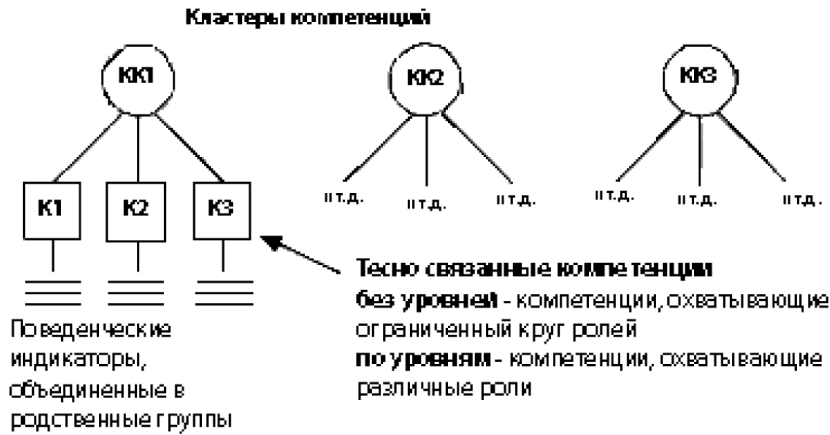 Кластеры компетенций
КК1 КК2 КК3
К1 К2 К3
и т.д. и т.д. и т.д. и т.д. и т.д. и т.д.
Тесно связанные компетенции
без уровней - компетенции, охватывающие
ограниченный круг ролей
по уровням - компетенции, охватывающие
различные роли
Поведенческие
индикаторы,
объединенные в
родственные группы